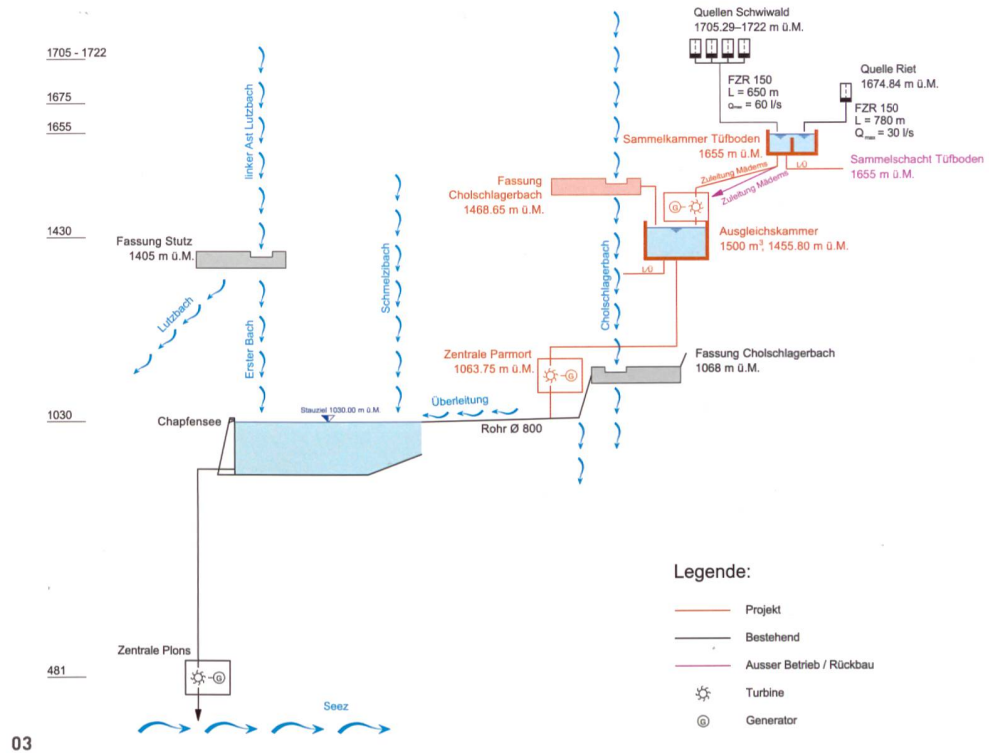 Quellen Schwiwald
1705.29–1722 m ü.M.
1705 - 1722
1675
1655
1430
1030
481
Quelle Riet
1674.84 m ü.M.
FZR 150
L = 650 m
Qmax = 60 l/s
FZR 150
L = 780 m
Qmax = 30 l/s
linker Ast Lutzbach
Sammelkammer Tüfboden
1655 m ü.M.
L/Ü
Sammelschacht Tüfboden
1655 m ü.M.
Zuleitung Mäderns
Zuleitung Mäderns
Fassung
Cholschlagerbach
1468.65 m ü.M.
G
Ausgleichskammer
1500 m³, 1455.80 m ü.M.
L/Ü
Fassung Stutz
1405 m ü.M.
Lutzbach
Erster Bach
Schmelzibach
Cholschlagerbach
Zentrale Parmort
1063.75 m ü.M.
G
Fassung Cholschlagerbach
1068 m ü.M.
Chapfensee
Stauziel 1030.00 m ü.M.
Überleitung
Rohr Ø 800
Zentrale Plons
G
Seez
Legende:
Projekt
Bestehend
Ausser Betrieb / Rückbau
Turbine
G
Generator
03